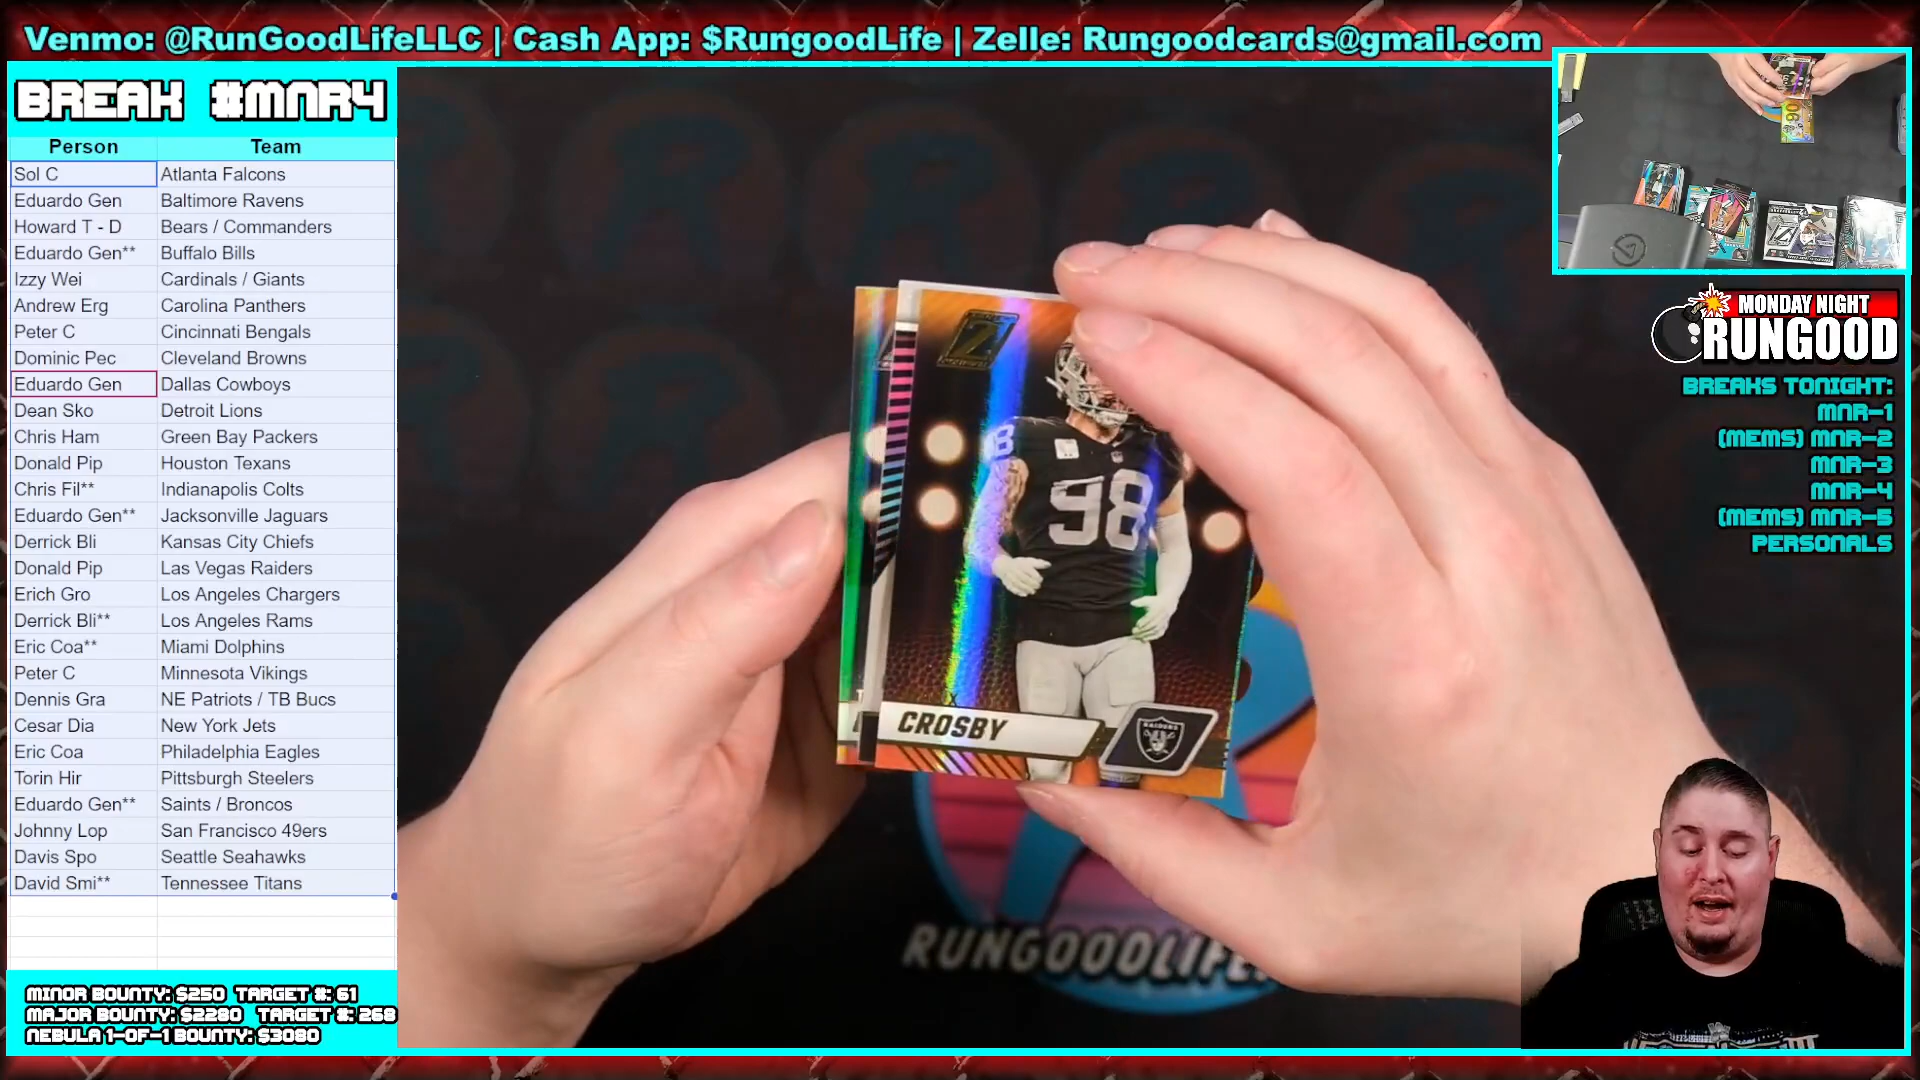 Venmo: @RunGoodLifeLLC | Cash App: $RungoodLife | Zelle: Rungoodcards@gmail.com
BREAK #MNR4
Person Team
Sol C Atlanta Falcons
Eduardo Gen Baltimore Ravens
Howard T - D Bears / Commanders
Eduardo Gen** Buffalo Bills
Izzy Wei Cardinals / Giants
Andrew Erg Carolina Panthers
Peter C Cincinnati Bengals
Dominic Pec Cleveland Browns
Eduardo Gen Dallas Cowboys
Dean Sko Detroit Lions
Chris Ham Green Bay Packers
Donald Pip Houston Texans
Chris Fil** Indianapolis Colts
Eduardo Gen** Jacksonville Jaguars
Derrick Bli Kansas City Chiefs
Donald Pip Las Vegas Raiders
Erich Gro Los Angeles Chargers
Derrick Bli** Los Angeles Rams
Eric Coa** Miami Dolphins
Peter C Minnesota Vikings
Dennis Gra NE Patriots / TB Bucs
Cesar Dia New York Jets
Eric Coa Philadelphia Eagles
Torin Hir Pittsburgh Steelers
Eduardo Gen** Saints / Broncos
Johnny Lop San Francisco 49ers
Davis Spo Seattle Seahawks
David Smi** Tennessee Titans
MINOR BOUNTY: $250 TARGET #: 61
MAJOR BOUNTY: $2280 TARGET #: 268
NEBULA 1-OF-1 BOUNTY: $3080
Z
98
CROSBY
RAIDERS
RUNGOODLIFE
MONDAY NIGHT
RUNGOOD
BREAKS TONIGHT:
MNR-1
(MEMS) MNR-2
MNR-3
MNR-4
(MEMS) MNR-5
PERSONALS